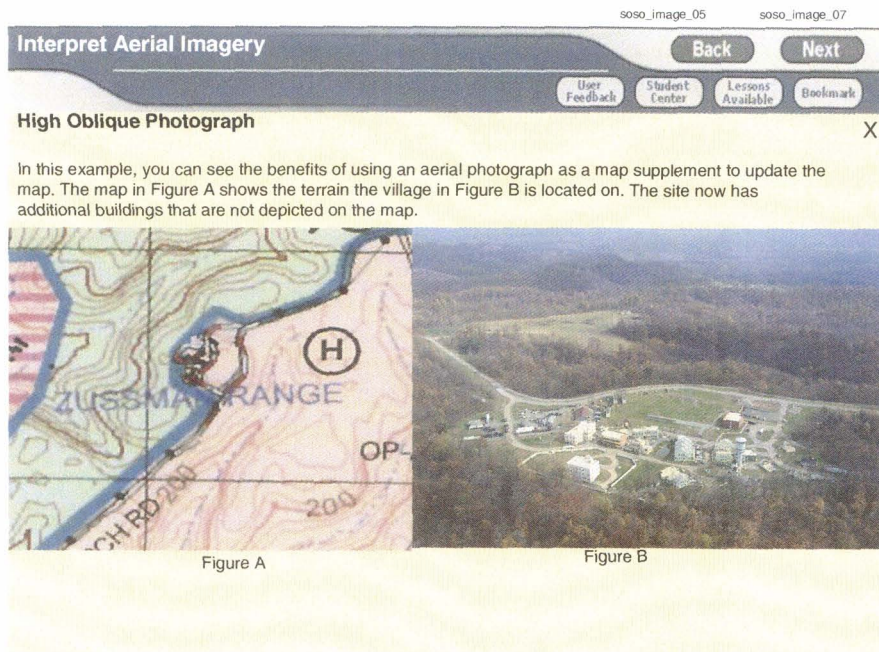 soso_image_05 soso_image_07
Interpret Aerial Imagery
Back Next
User Feedback Student Center Lessons Available Bookmark
High Oblique Photograph
X
In this example, you can see the benefits of using an aerial photograph as a map supplement to update the
map. The map in Figure A shows the terrain the village in Figure B is located on. The site now has
additional buildings that are not depicted on the map.
H
ZUSSMAN RANGE
OP-
200
200
CH RD
1
Figure A
Figure B